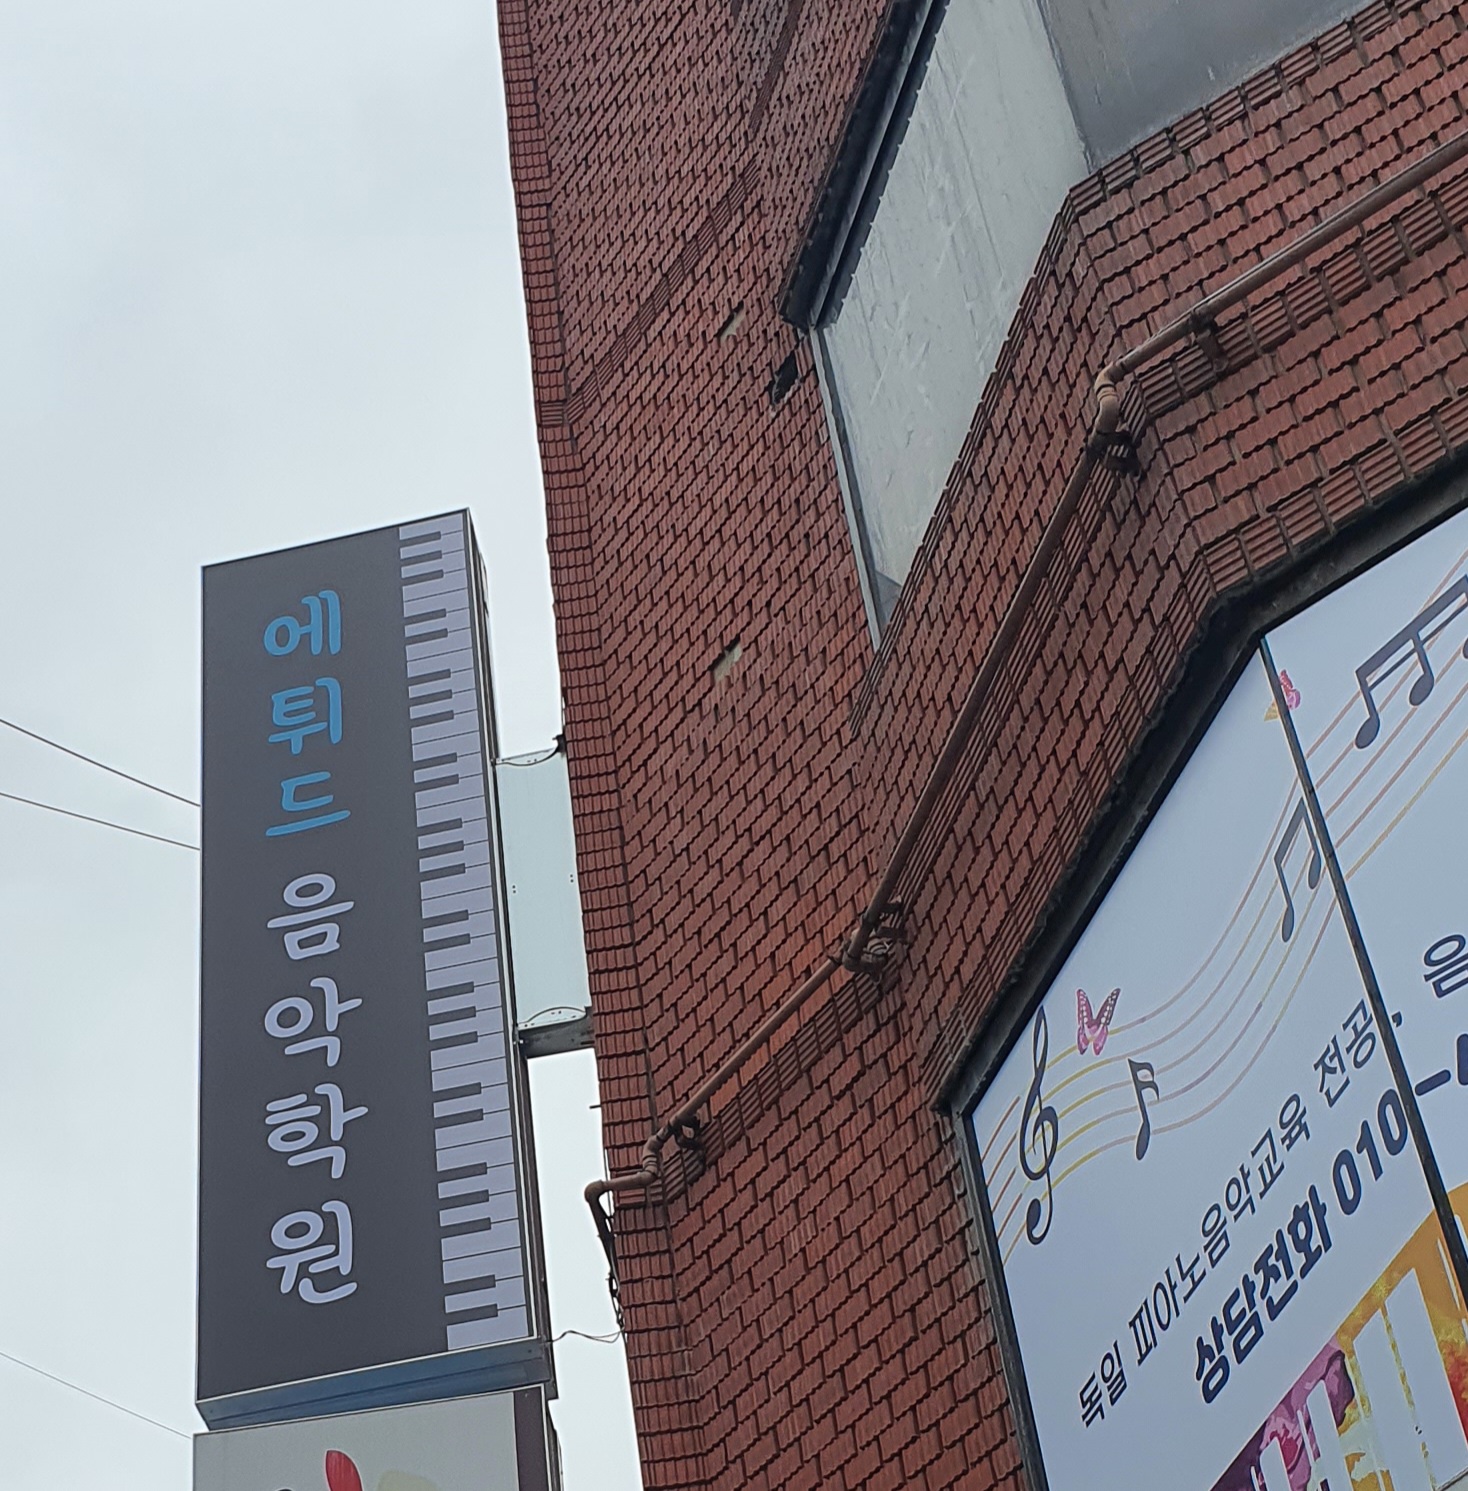 에튀드 음악학원
독일 피아노음악교육 전공, 음
상담전화 010-